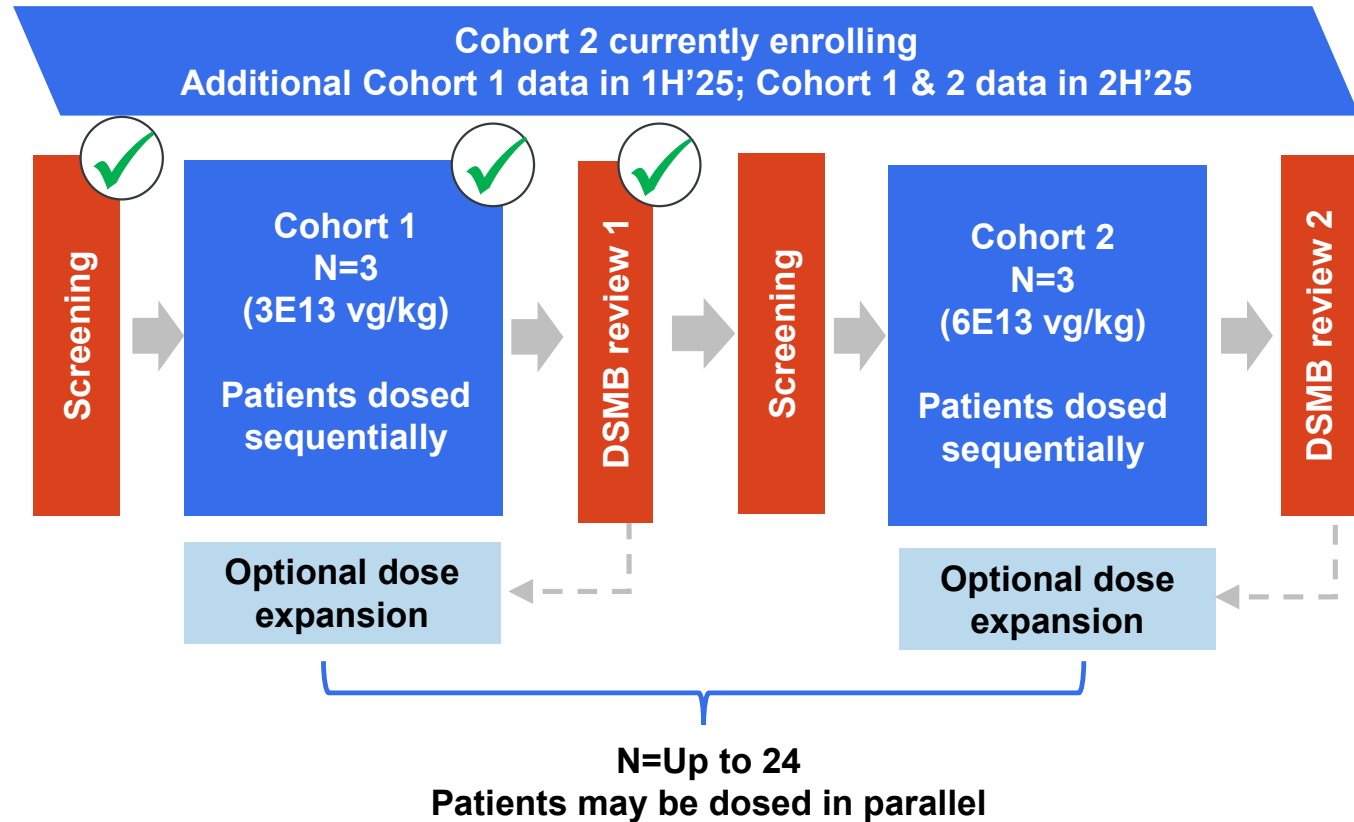 Cohort 2 currently enrolling
Additional Cohort 1 data in 1H’25; Cohort 1 & 2 data in 2H’25
Screening
Cohort 1
N=3
(3E13 vg/kg)
Patients dosed
sequentially
DSMB review 1
Screening
Cohort 2
N=3
(6E13 vg/kg)
Patients dosed
sequentially
DSMB review 2
Optional dose
expansion
Optional dose
expansion
N=Up to 24
Patients may be dosed in parallel